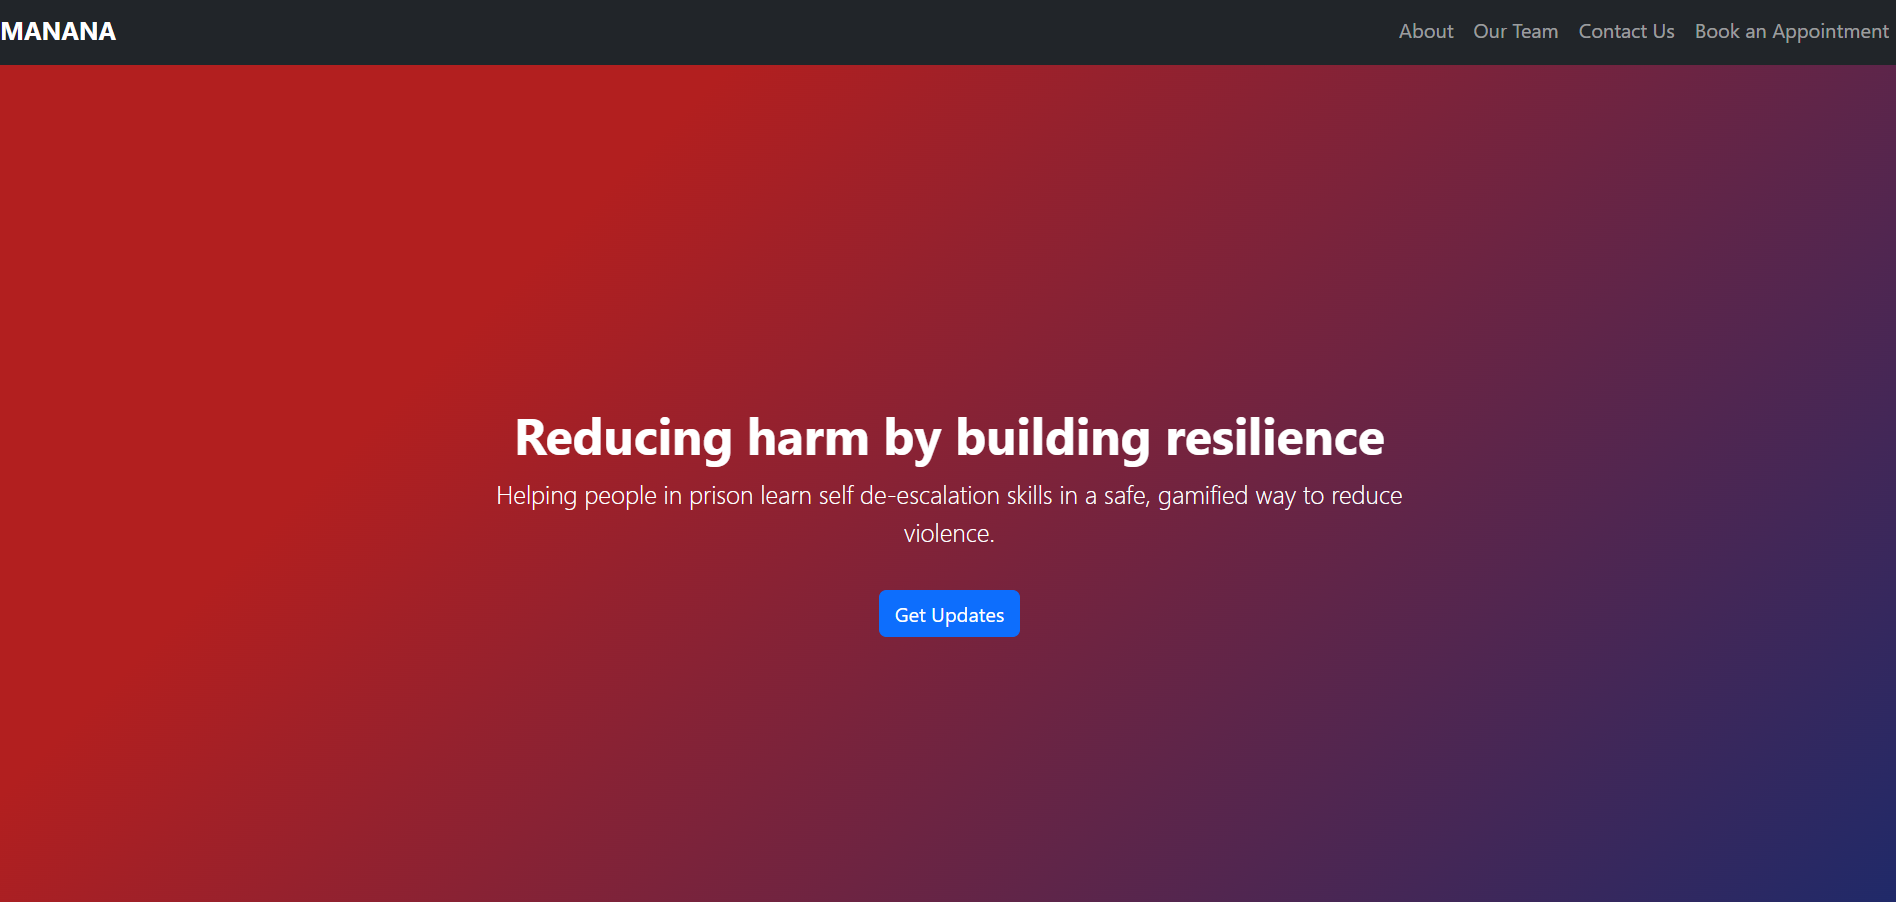 MANANA
About Our Team Contact Us Book an Appointment
Reducing harm by building resilience
Helping people in prison learn self de-escalation skills in a safe, gamified way to reduce
violence.
Get Updates